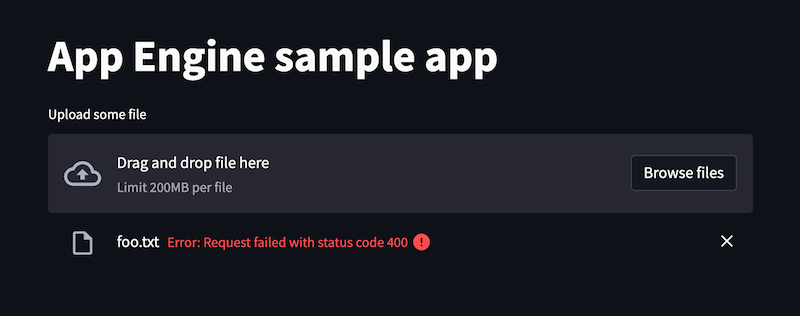 App Engine sample app
Upload some file
Drag and drop file here
Limit 200MB per file
Browse files
foo.txt Error: Request failed with status code 400